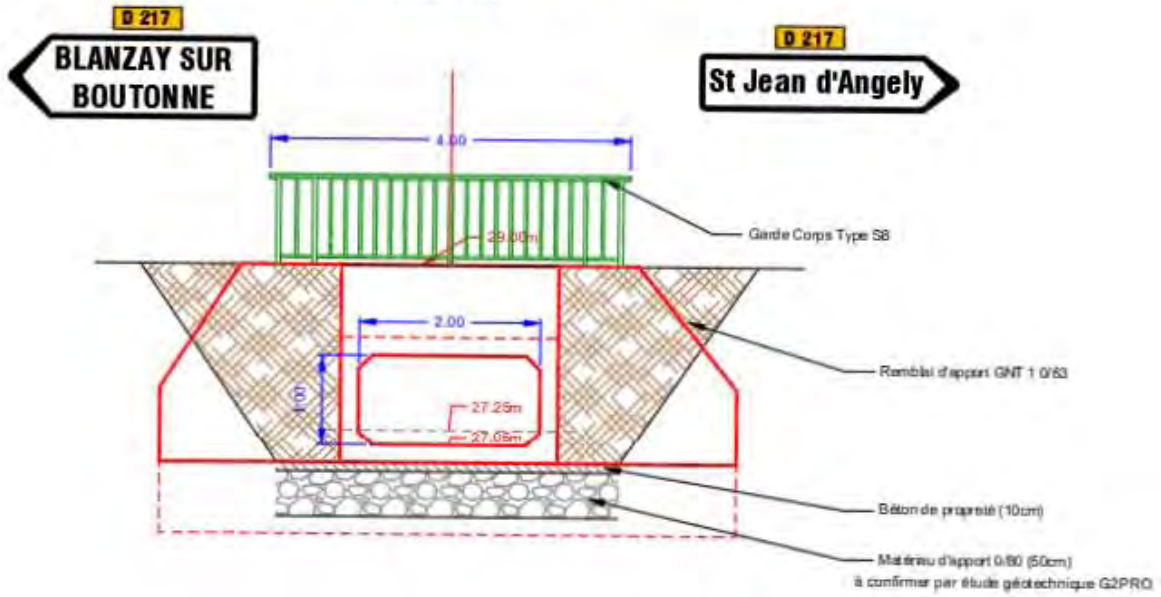 D 217
BLANZAY SUR
BOUTONNE
D 217
St Jean d'Angely
4.00
Garde Corps Type S8
29.00m
2.00
Remblai d'apport GNT 1 0/63
1.00
27.25m
27.05m
Béton de propreté (10cm)
Matériau d'apport 0/80 (50cm)
à confirmer par étude géotechnique G2PRO